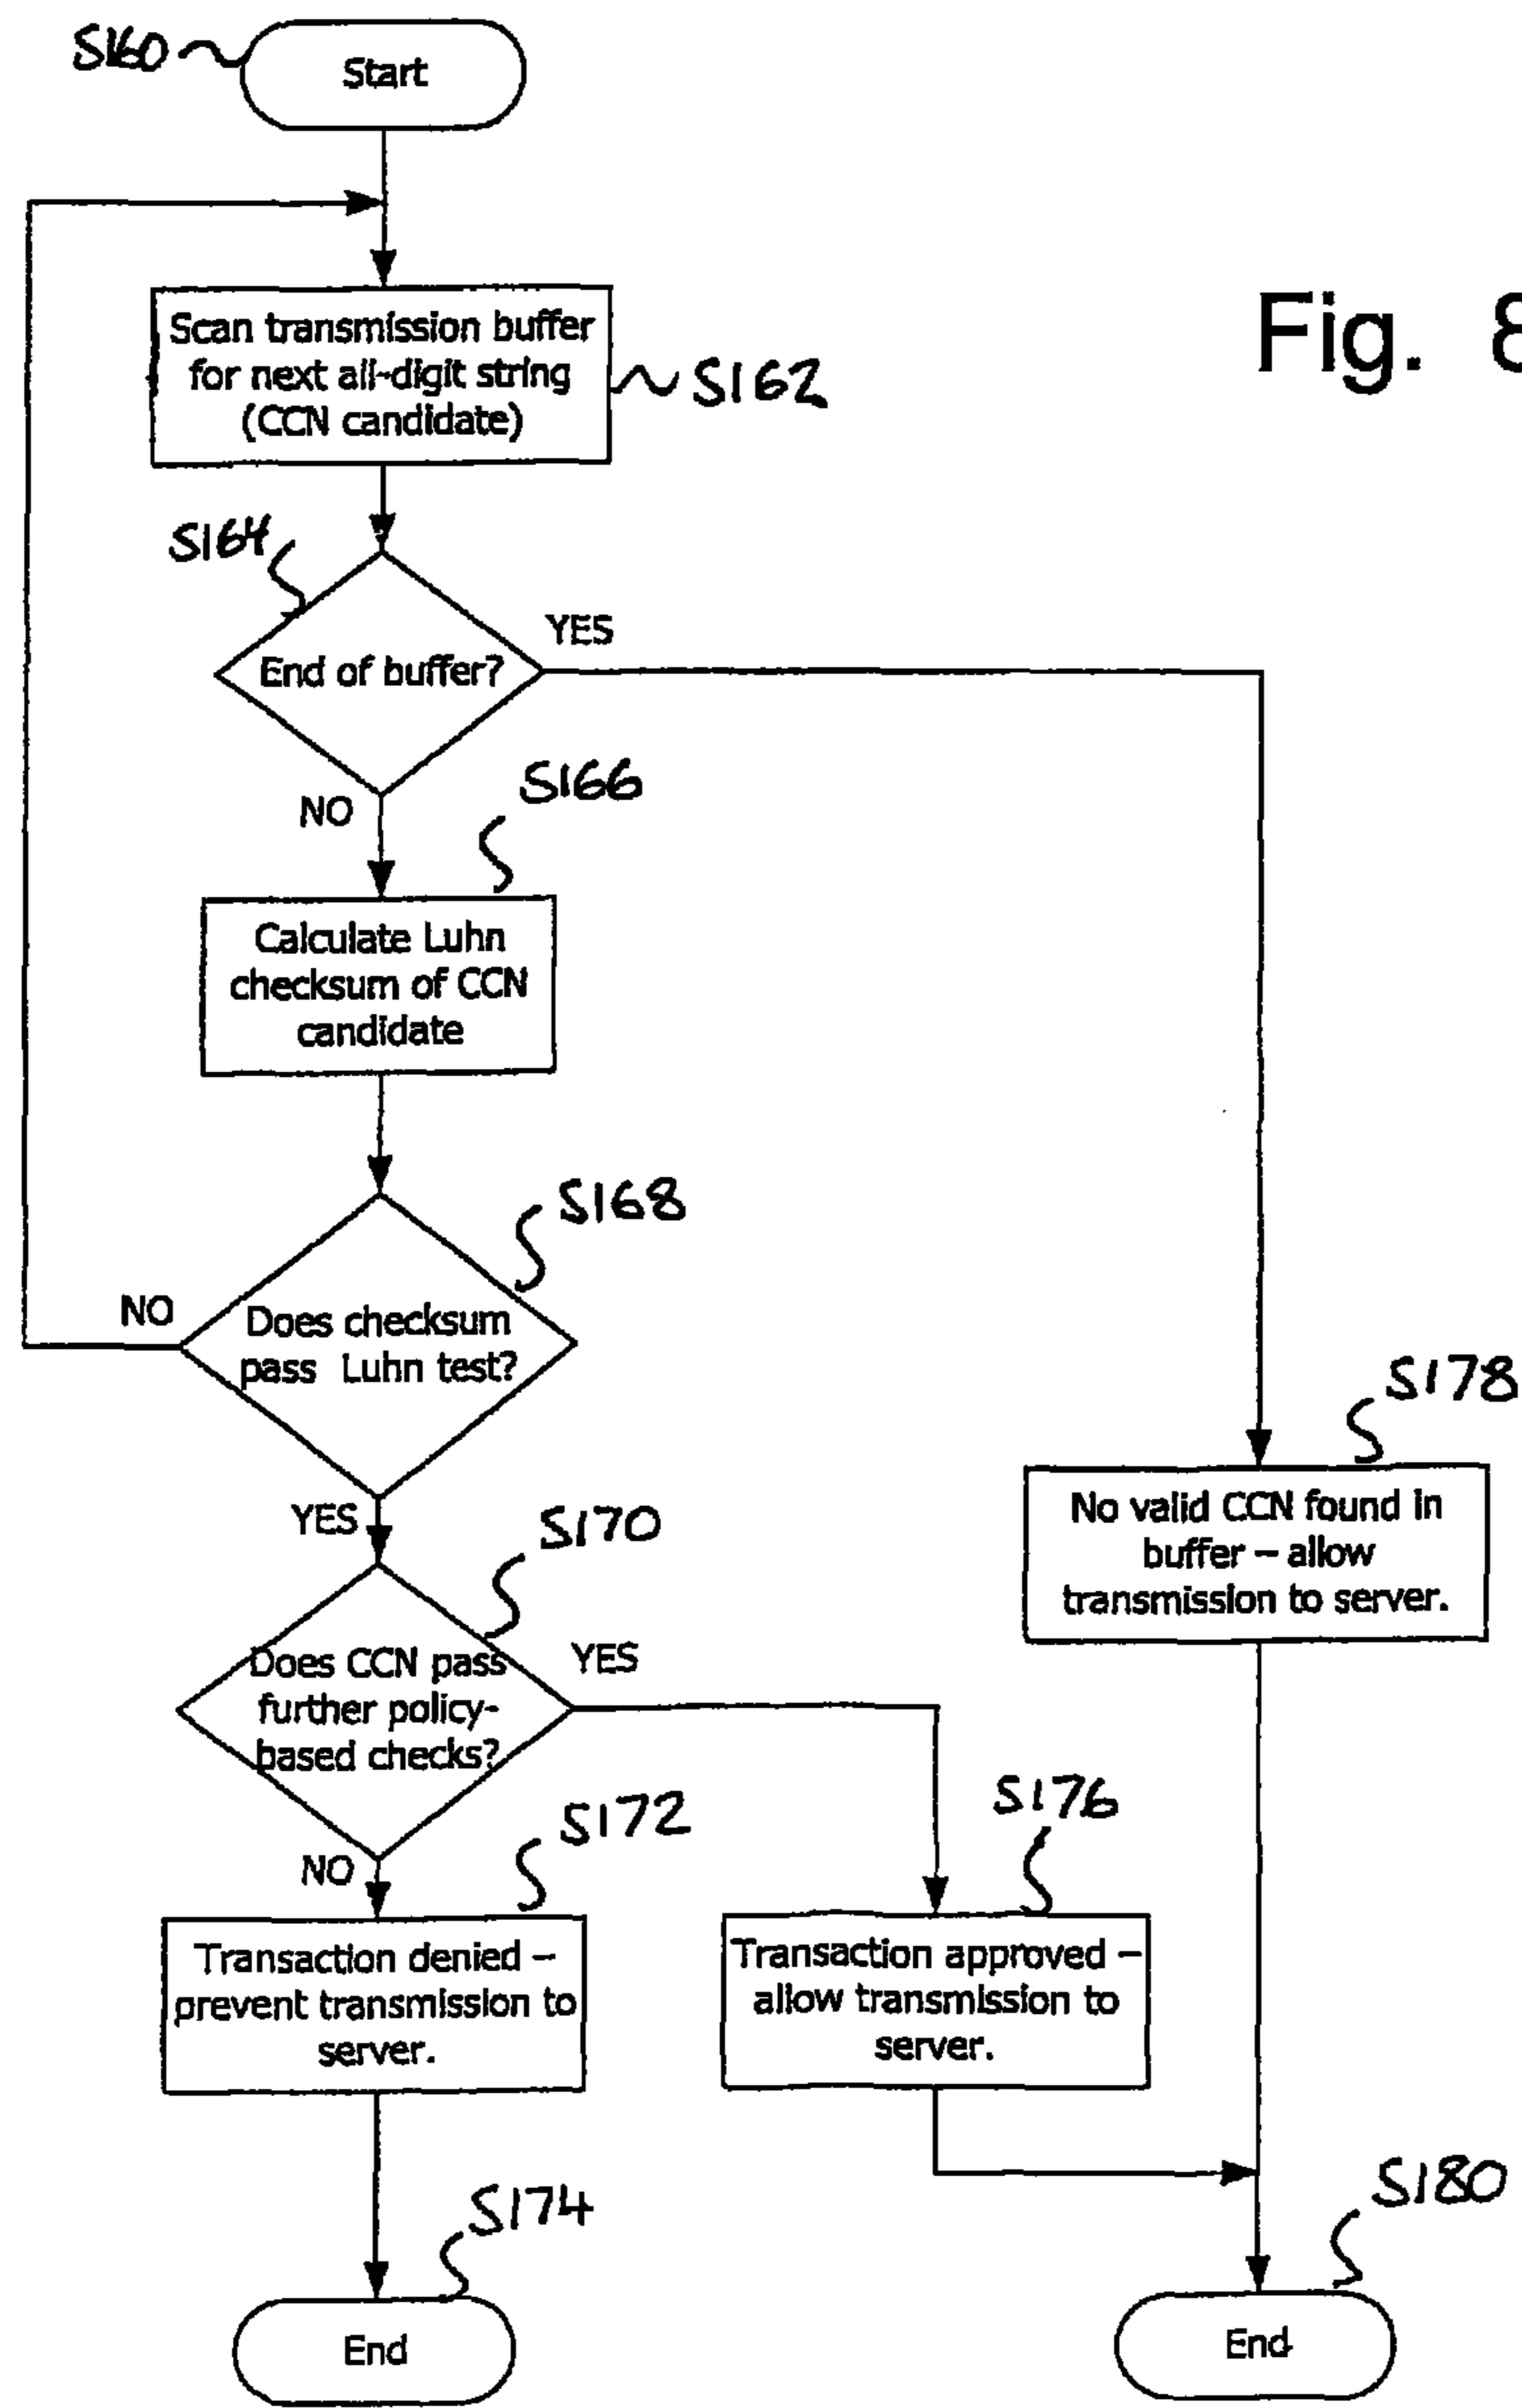 S160
Start
Fig. 8
Scan transmission buffer
for next all-digit string
(CCN candidate)
S162
S164
End of buffer?
YES
NO
S166
Calculate Luhn
checksum of CCN
candidate
S168
Does checksum
pass Luhn test?
NO
YES
S170
Does CCN pass
further policy-
based checks?
YES
NO
S178
No valid CCN found in
buffer – allow
transmission to server.
S172
Transaction denied –
prevent transmission to
server.
S176
Transaction approved –
allow transmission to
server.
S174
End
S180
End